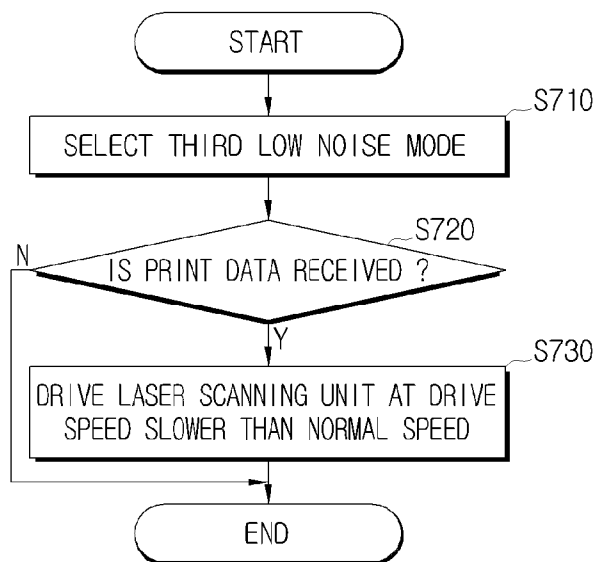 START
S710
SELECT THIRD LOW NOISE MODE
S720
N
IS PRINT DATA RECEIVED ?
Y
S730
DRIVE LASER SCANNING UNIT AT DRIVE
SPEED SLOWER THAN NORMAL SPEED
END